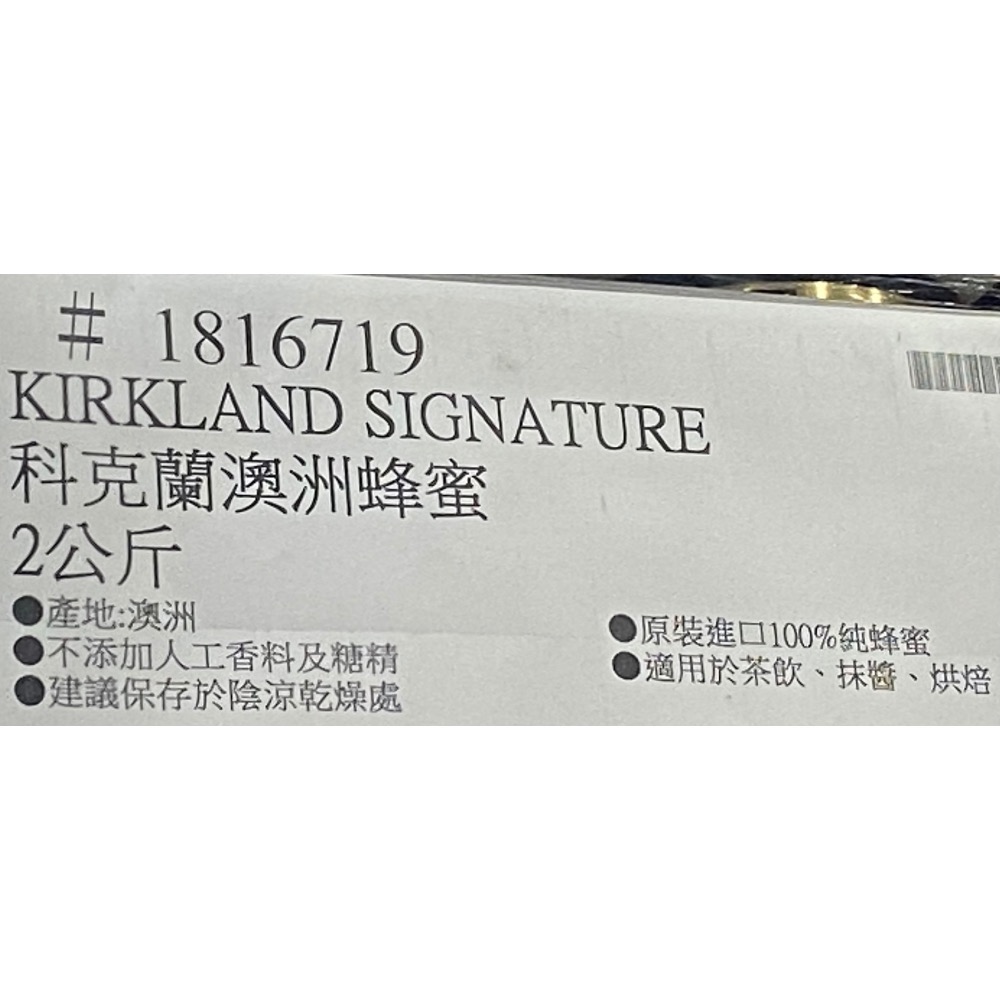 # 1816719
KIRKLAND SIGNATURE
科克蘭澳洲蜂蜜
2公斤
●產地:澳洲
●不添加人工香料及糖精
●建議保存於陰涼乾燥處
●原裝進口100%純蜂蜜
●適用於茶飲、抹醬、烘焙